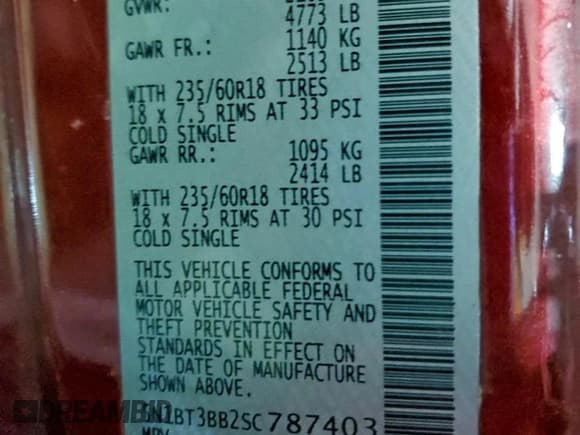 GVWR:
4773 LB
GAWR FR.: 1140 KG
2513 LB
WITH 235/60R18 TIRES
18 x 7.5 RIMS AT 33 PSI
COLD SINGLE
GAWR RR.: 1095 KG
2414 LB
WITH 235/60R18 TIRES
18 x 7.5 RIMS AT 30 PSI
COLD SINGLE
THIS VEHICLE CONFORMS TO
ALL APPLICABLE FEDERAL
MOTOR VEHICLE SAFETY AND
THEFT PREVENTION
STANDARDS IN EFFECT ON
THE DATE OF MANUFACTURE
SHOWN ABOVE.
5N1BT3BB2SC787403
MPV
DREAMBID